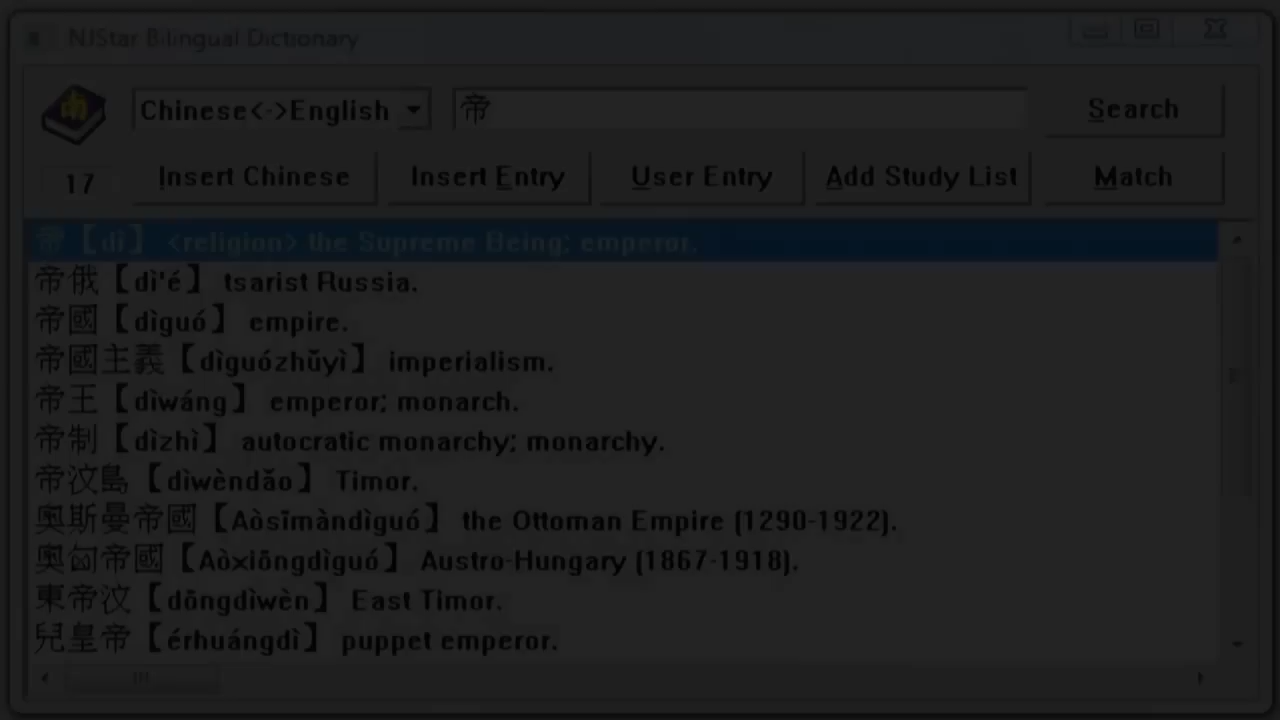 NJStar Bilingual Dictionary
Chinese<->English 帝 Search
17 Insert Chinese Insert Entry User Entry Add Study List Match
帝【dì】 <religion> the Supreme Being; emperor.
帝俄【dì'é】 tsarist Russia.
帝國【dìguó】 empire.
帝國主義【dìguózhǔyì】 imperialism.
帝王【dìwáng】 emperor; monarch.
帝制【dìzhì】 autocratic monarchy; monarchy.
帝汶島【dìwèndǎo】 Timor.
奧斯曼帝國【Aòsīmàndìguó】 the Ottoman Empire (1290-1922).
奧匈帝國【Aòxiōngdìguó】 Austro-Hungary (1867-1918).
東帝汶【dōngdìwèn】 East Timor.
兒皇帝【érhuángdì】 puppet emperor.